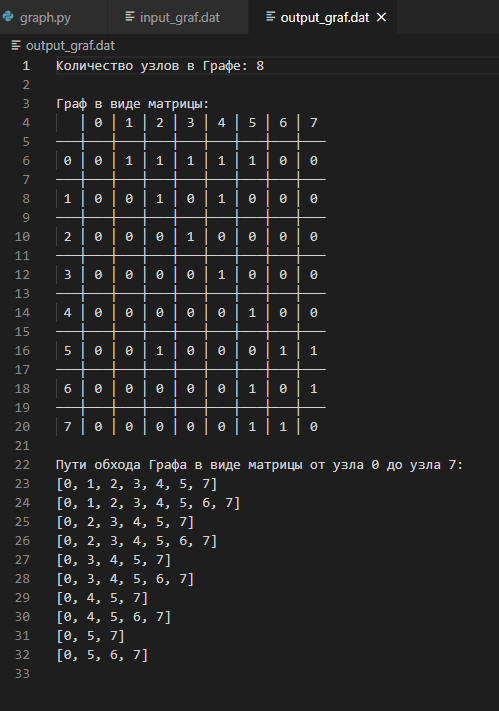 graph.py input_graf.dat output_graf.dat
output_graf.dat
1 Количество узлов в Графе: 8
2
3 Граф в виде матрицы:
4 | 0 | 1 | 2 | 3 | 4 | 5 | 6 | 7
5
6 0 | 0 | 1 | 1 | 1 | 1 | 1 | 0 | 0
7
8 1 | 0 | 0 | 1 | 0 | 1 | 0 | 0 | 0
9
10 2 | 0 | 0 | 0 | 1 | 0 | 0 | 0 | 0
11
12 3 | 0 | 0 | 0 | 0 | 1 | 0 | 0 | 0
13
14 4 | 0 | 0 | 0 | 0 | 0 | 1 | 0 | 0
15
16 5 | 0 | 0 | 1 | 0 | 0 | 0 | 1 | 1
17
18 6 | 0 | 0 | 0 | 0 | 0 | 1 | 0 | 1
19
20 7 | 0 | 0 | 0 | 0 | 0 | 1 | 1 | 0
21
22 Пути обхода Графа в виде матрицы от узла 0 до узла 7:
23 [0, 1, 2, 3, 4, 5, 7]
24 [0, 1, 2, 3, 4, 5, 6, 7]
25 [0, 2, 3, 4, 5, 7]
26 [0, 2, 3, 4, 5, 6, 7]
27 [0, 3, 4, 5, 7]
28 [0, 3, 4, 5, 6, 7]
29 [0, 4, 5, 7]
30 [0, 4, 5, 6, 7]
31 [0, 5, 7]
32 [0, 5, 6, 7]
33